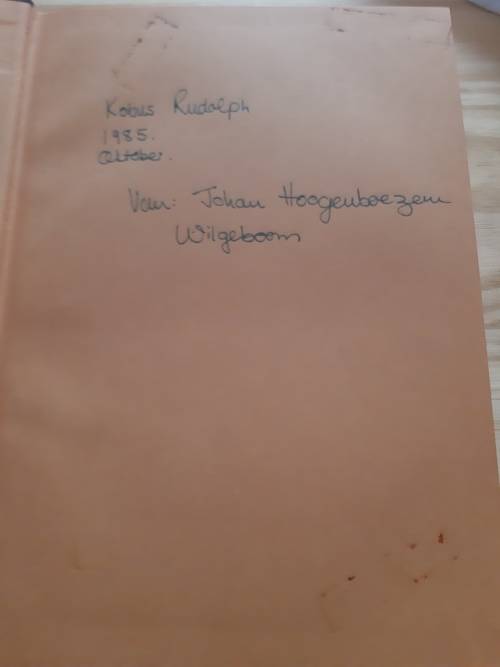 Kobus Rudolph
1985.
Oktober.
Van: Johan Hoogenboezem
Wilgeboom